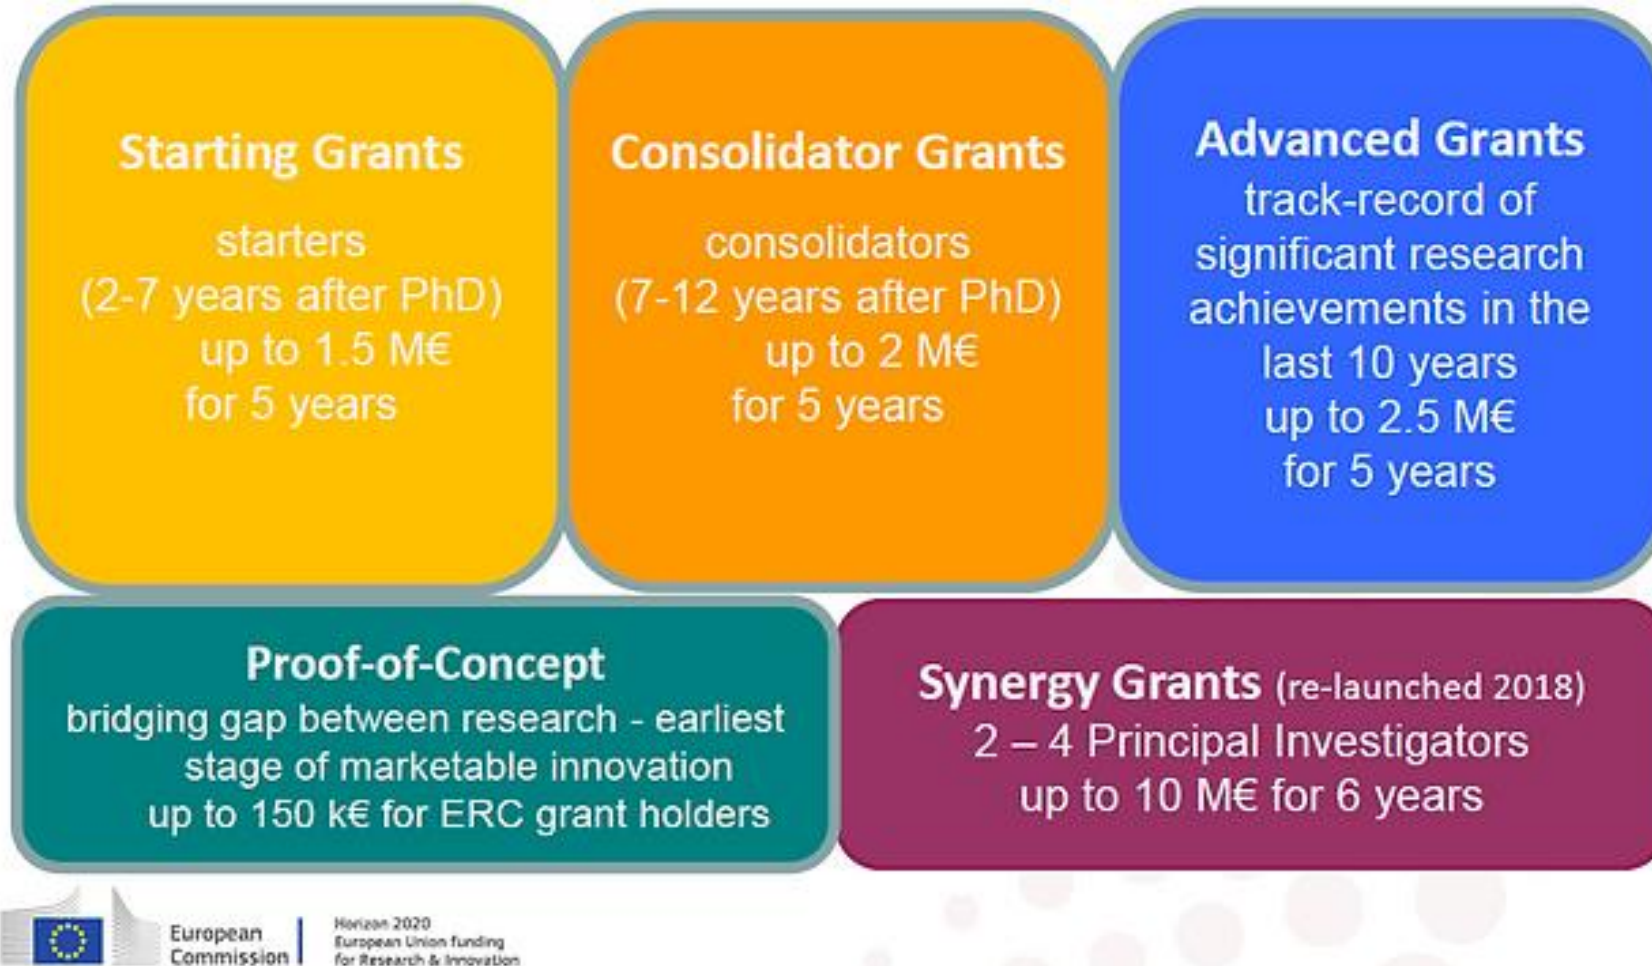 Starting Grants
starters
(2-7 years after PhD)
up to 1.5 M€
for 5 years
Consolidator Grants
consolidators
(7-12 years after PhD)
up to 2 M€
for 5 years
Advanced Grants
track-record of
significant research
achievements in the
last 10 years
up to 2.5 M€
for 5 years
Proof-of-Concept
bridging gap between research - earliest
stage of marketable innovation
up to 150 k€ for ERC grant holders
Synergy Grants (re-launched 2018)
2 – 4 Principal Investigators
up to 10 M€ for 6 years
European
Commission
Horizon 2020
European Union funding
for Research & Innovation